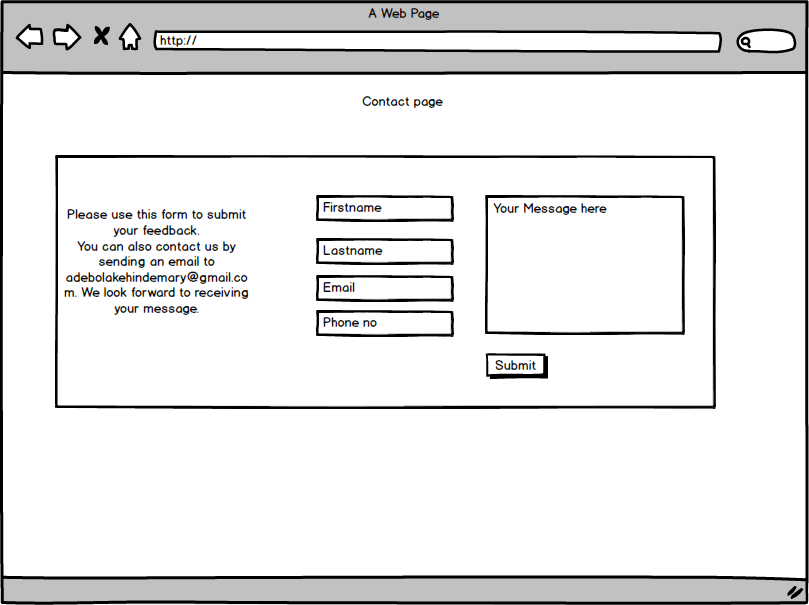 A Web Page
http://
Contact page
Please use this form to submit
your feedback.
You can also contact us by
sending an email to
adebolakehindemary@gmail.co
m. We look forward to receiving
your message.
Firstname
Lastname
Email
Phone no
Your Message here
Submit